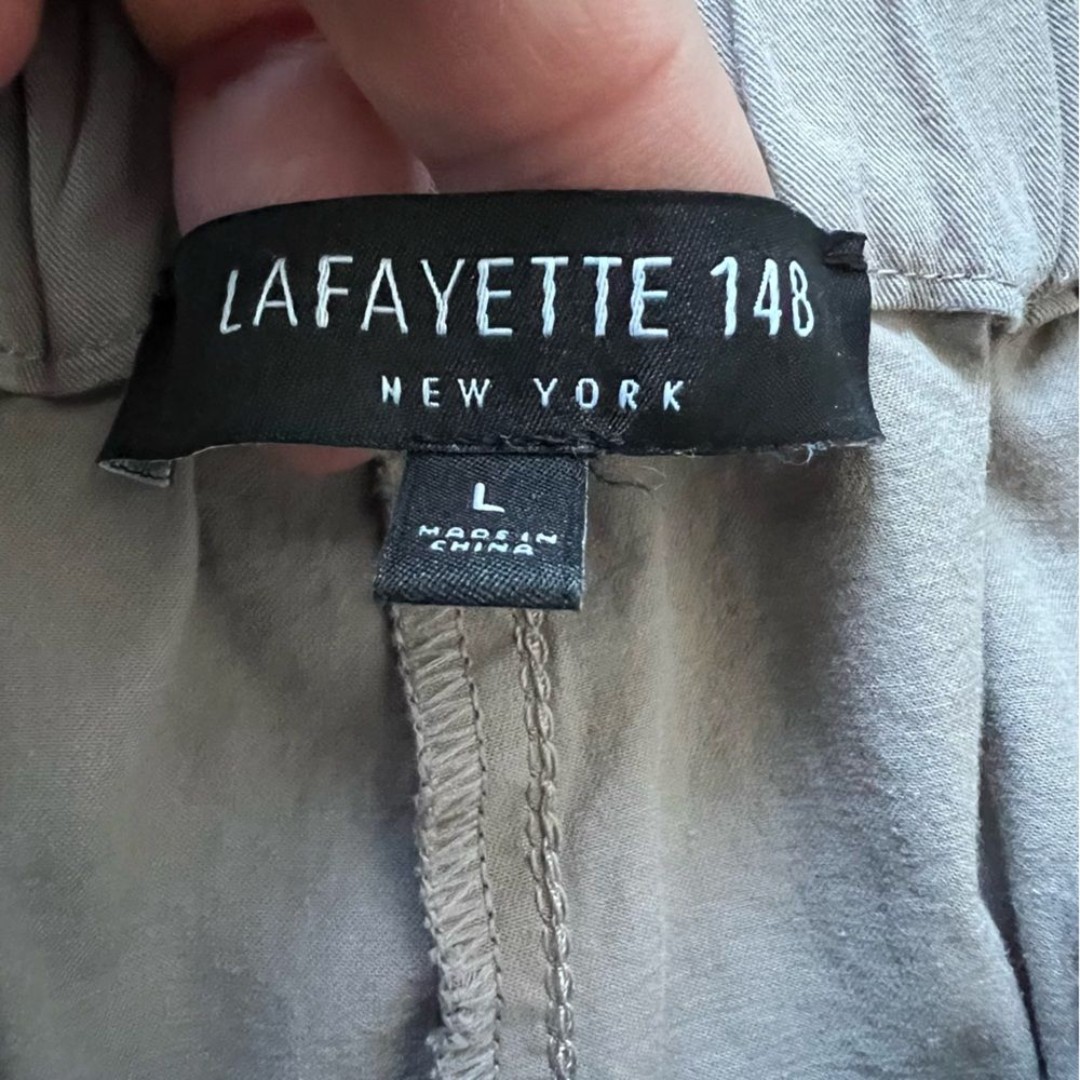 LAFAYETTE 148
NEW YORK
L
MADE IN
CHINA